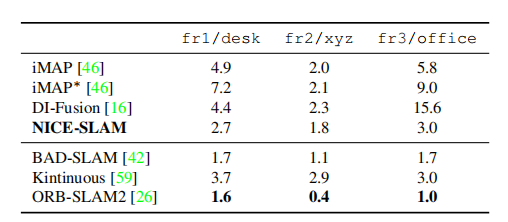 fr1/desk fr2/xyz fr3/office
iMAP [46] 4.9 2.0 5.8
iMAP* [46] 7.2 2.1 9.0
DI-Fusion [16] 4.4 2.3 15.6
NICE-SLAM 2.7 1.8 3.0
BAD-SLAM [42] 1.7 1.1 1.7
Kintinuous [59] 3.7 2.9 3.0
ORB-SLAM2 [26] 1.6 0.4 1.0